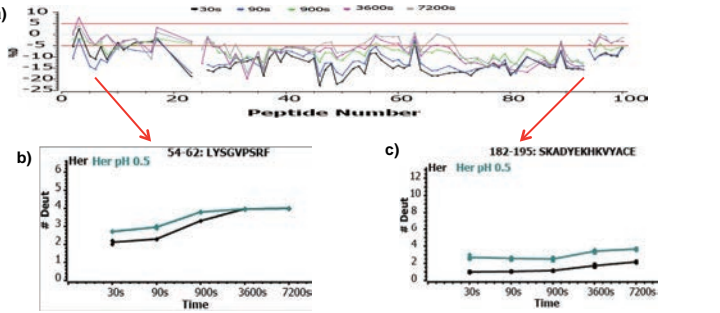 a)
30s 90s 900s 3600s 7200s
10
5
0
-5
-10
-15
-20
-25
%
0 20 40 60 80 100
Peptide Number
b)
54-62: LYSGVPSRF
Her Her pH 0.5
6
5
4
3
2
1
0
# Deut
30s 90s 900s 3600s 7200s
Time
c)
182-195: SKADYEKHKVYACE
Her Her pH 0.5
12
10
8
6
4
2
0
# Deut
30s 90s 900s 3600s 7200s
Time